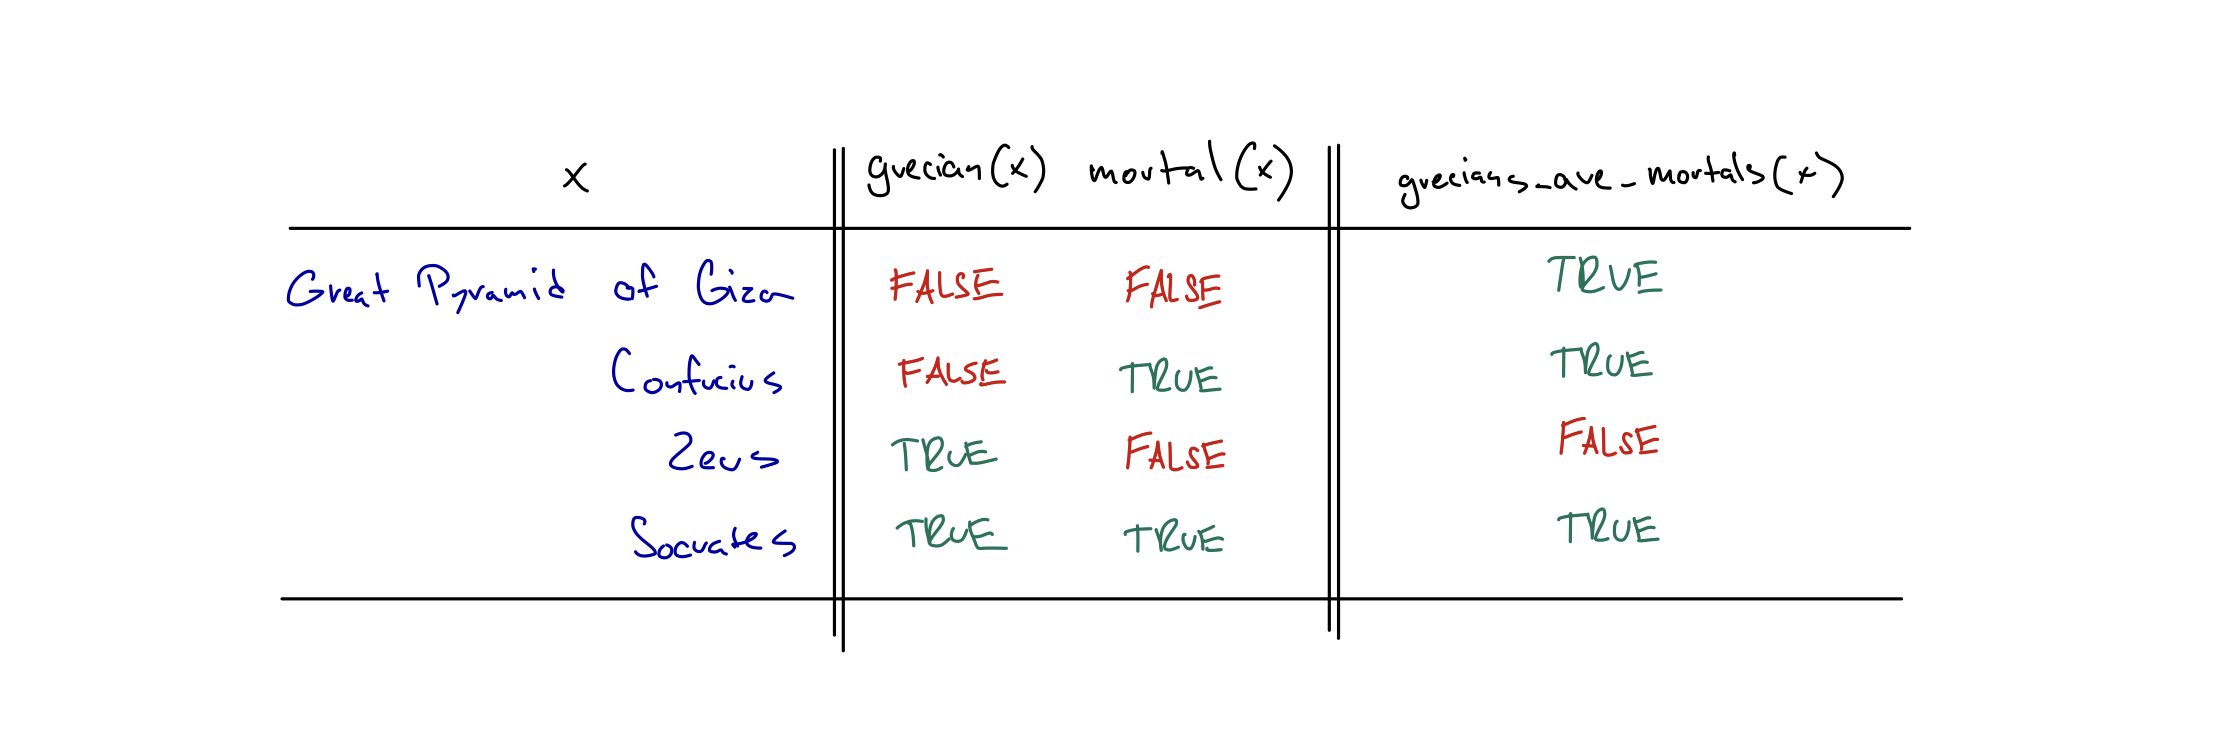 x grecian(x) mortal(x) grecians_are_mortals(x)
Great Pyramid of Giza FALSE FALSE TRUE
Confucius FALSE TRUE TRUE
Zeus TRUE FALSE FALSE
Socrates TRUE TRUE TRUE